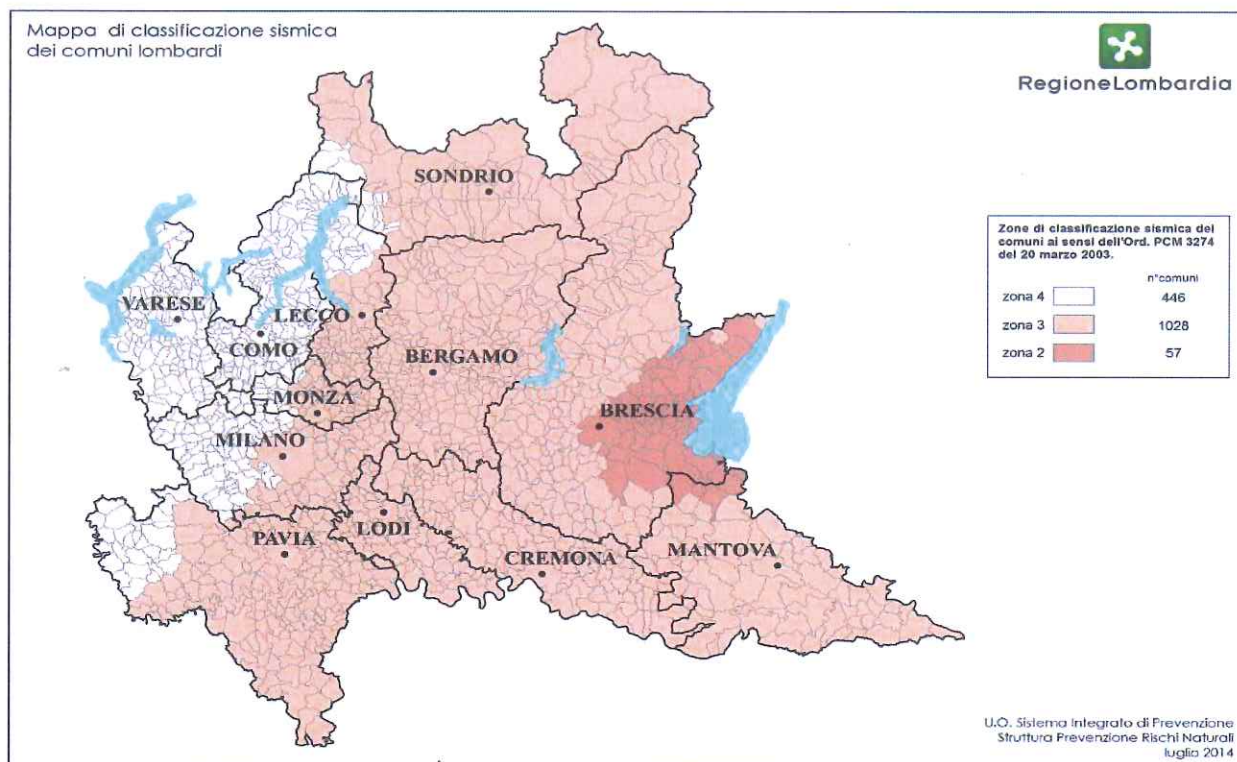 Mappa di classificazione sismica
dei comuni lombardi
RegioneLombardia
SONDRIO
VARESE
LECCO
COMO
BERGAMO
MONZA
BRESCIA
MILANO
PAVIA
LODI
CREMONA
MANTOVA
Zone di classificazione sismica dei
comuni ai sensi dell'Ord. PCM 3274
del 20 marzo 2003.
n°comuni
zona 4 446
zona 3 1028
zona 2 57
U.O. Sistema Integrato di Prevenzione
Struttura Prevenzione Rischi Naturali
luglio 2014